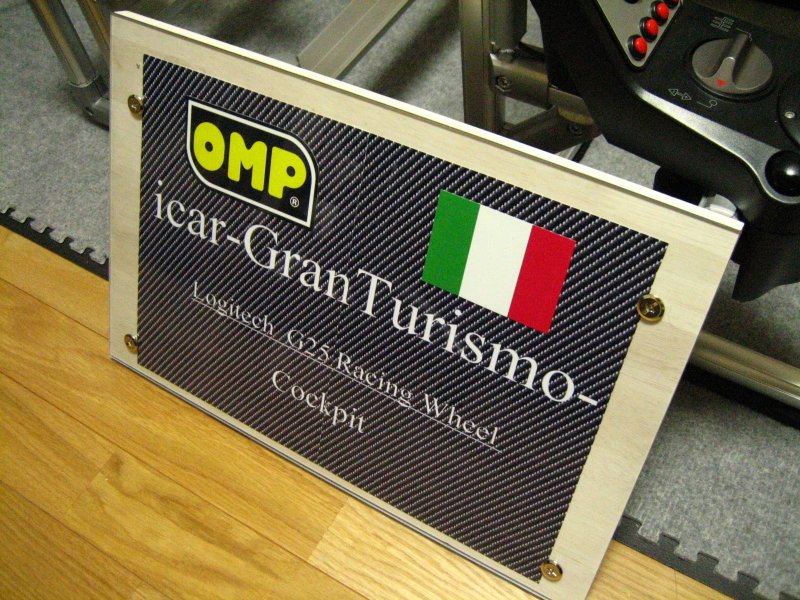 OMP®
icar-GranTurismo-
Logitech G25 Racing Wheel
Cockpit